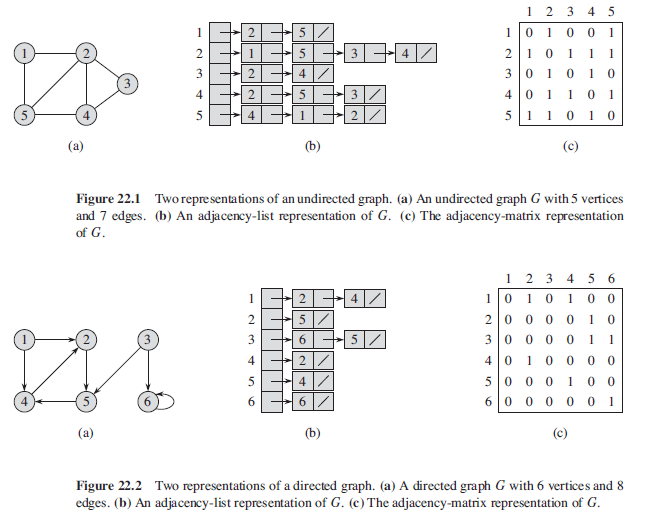 1 2 3 4 5
1 2 5 /
2 1 5 3 4 /
3 2 4 /
4 2 5 3 /
5 4 1 2 /
1 0 1 0 0 1
2 1 0 1 1 1
3 0 1 0 1 0
4 0 1 1 0 1
5 1 1 0 1 0
1 2
3
5 4
(a) (b) (c)
Figure 22.1 Two representations of an undirected graph. (a) An undirected graph G with 5 vertices
and 7 edges. (b) An adjacency-list representation of G. (c) The adjacency-matrix representation
of G.
1 2 3 4 5 6
1 2 4 /
2 5 /
3 6 5 /
4 2 /
5 4 /
6 6 /
1 0 1 0 1 0 0
2 0 0 0 0 1 0
3 0 0 0 0 1 1
4 0 1 0 0 0 0
5 0 0 0 1 0 0
6 0 0 0 0 0 1
1 2 3
4 5 6
(a) (b) (c)
Figure 22.2 Two representations of a directed graph. (a) A directed graph G with 6 vertices and 8
edges. (b) An adjacency-list representation of G. (c) The adjacency-matrix representation of G.